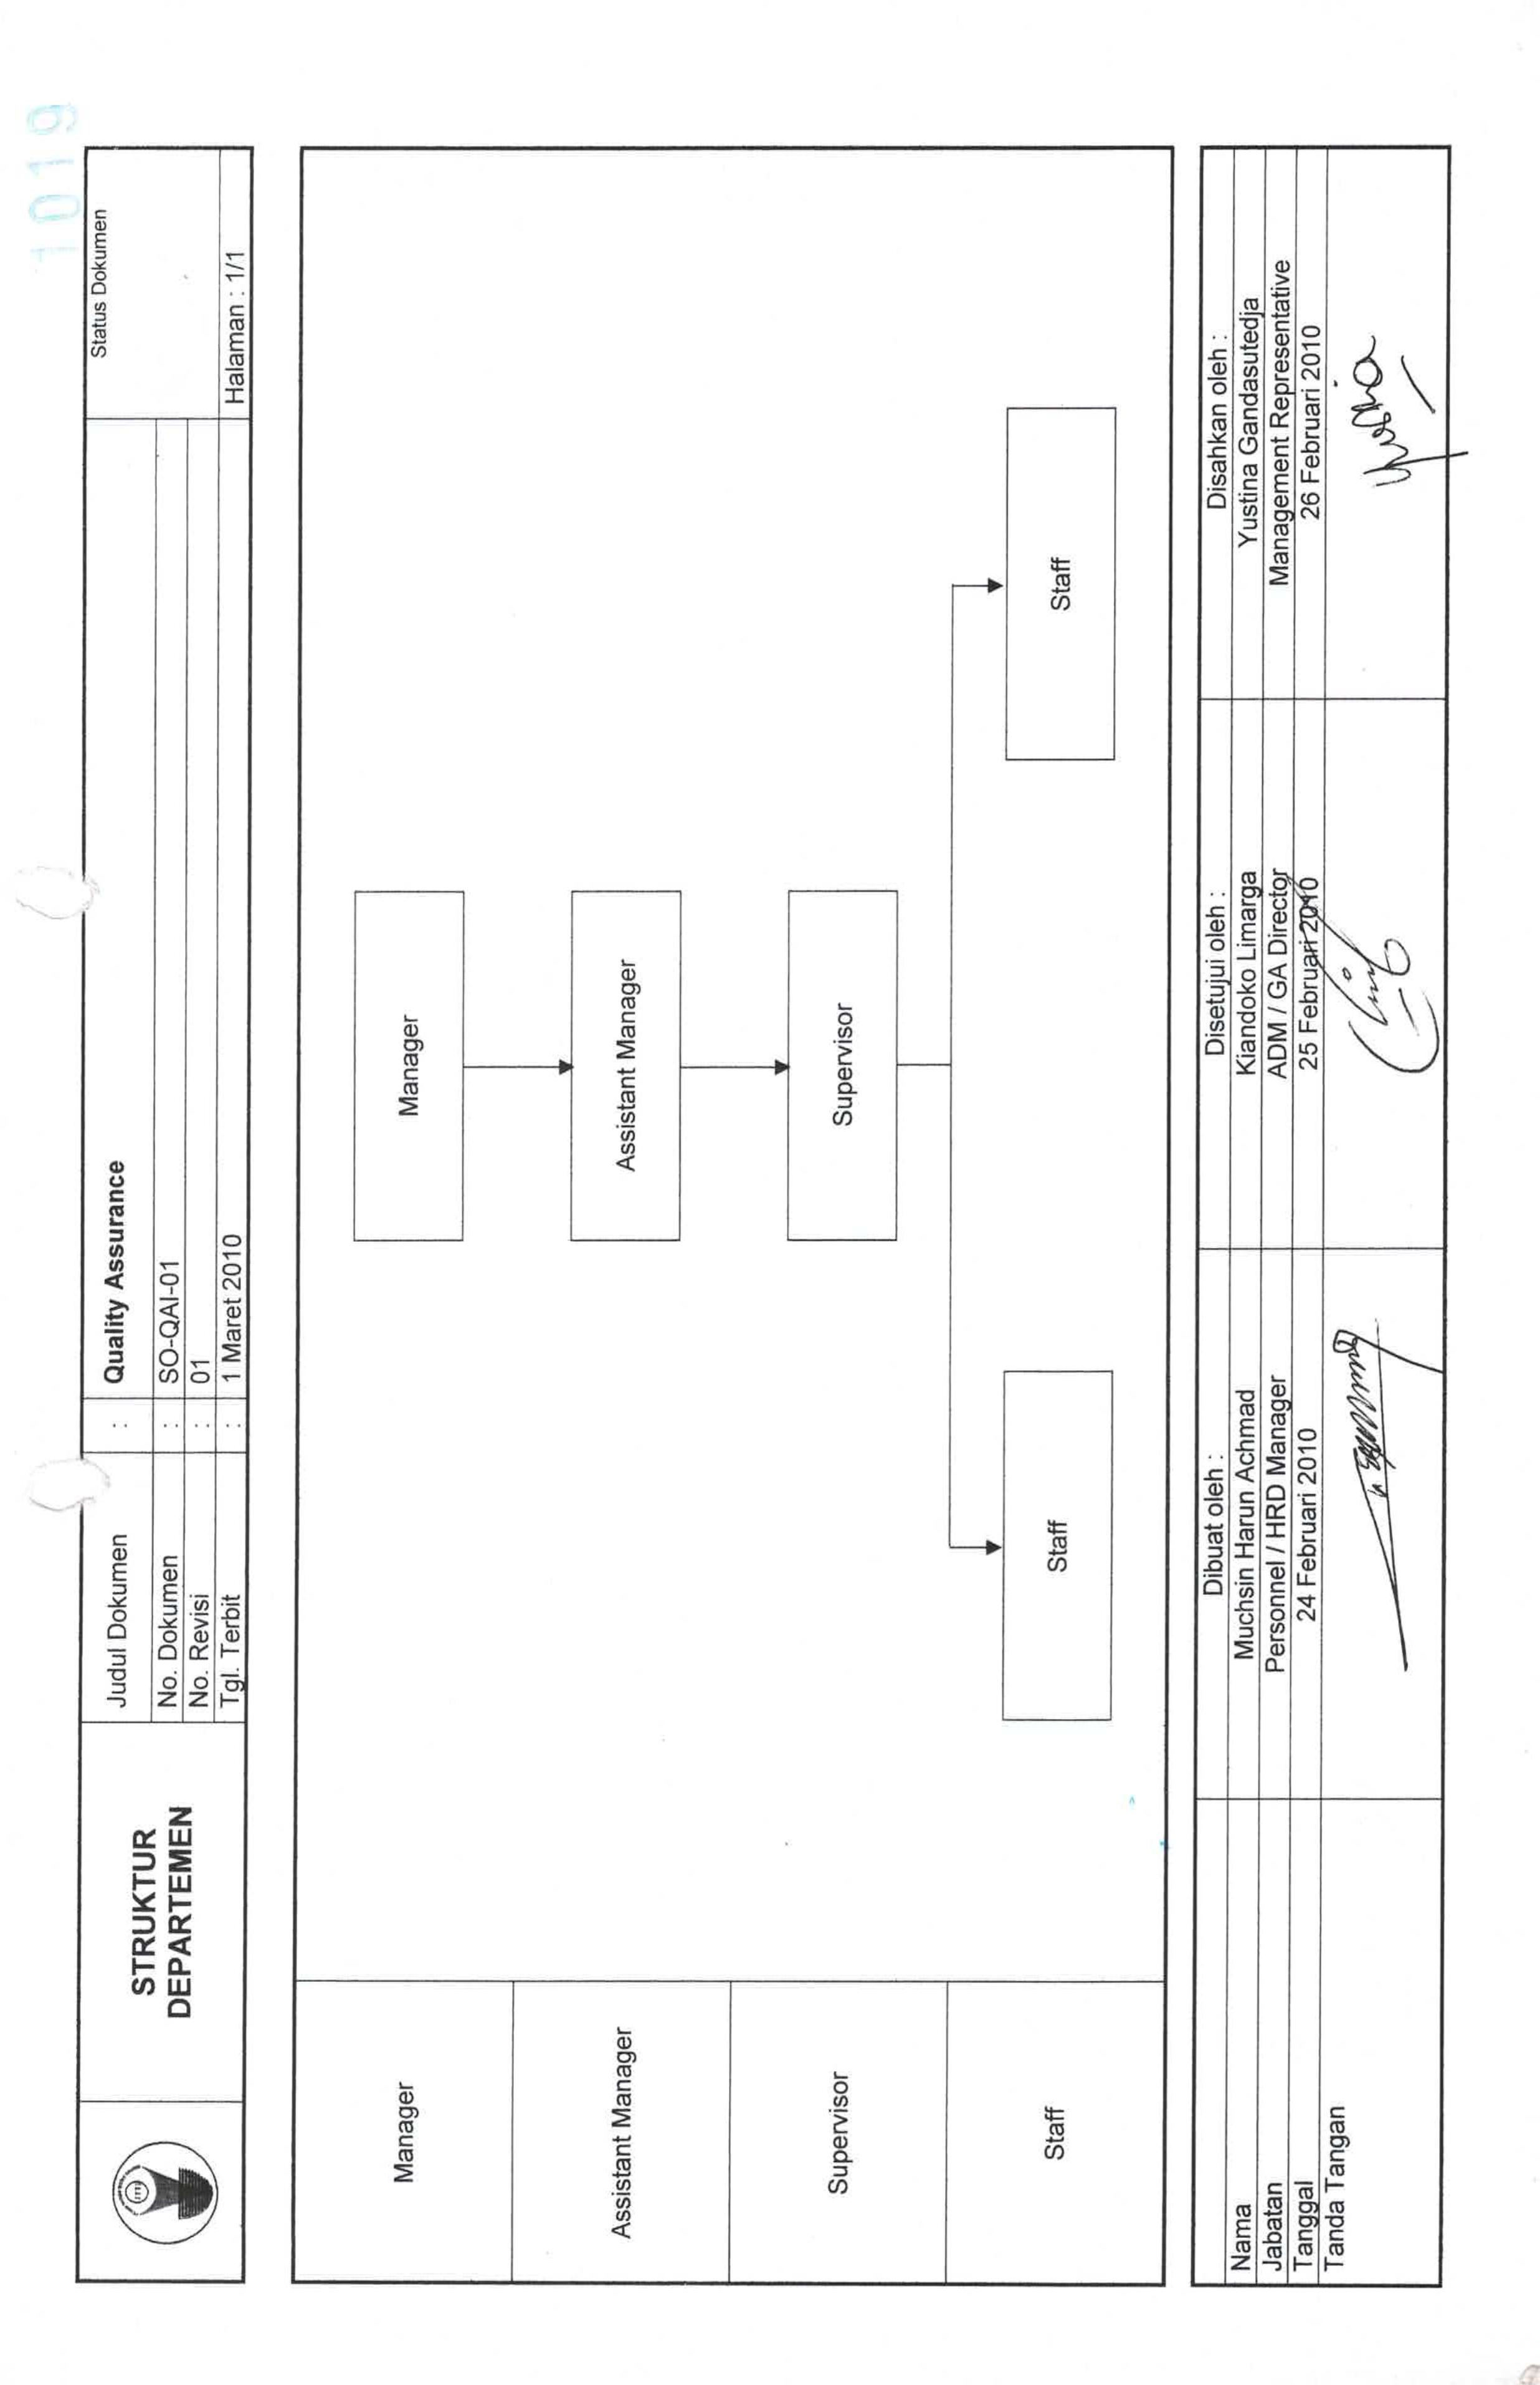 1019
STRUKTUR
DEPARTEMEN
Judul Dokumen : Quality Assurance
No. Dokumen : SO-QAI-01
No. Revisi : 01
Tgl. Terbit : 1 Maret 2010
Status Dokumen
Halaman : 1/1
Manager
Manager
Assistant Manager
Assistant Manager
Supervisor
Supervisor
Staff
Staff
Staff
Dibuat oleh : Disetujui oleh : Disahkan oleh :
Nama Muchsin Harun Achmad Kiandoko Limarga Yustina Gandasutedja
Jabatan Personnel / HRD Manager ADM / GA Director Management Representative
Tanggal 24 Februari 2010 25 Februari 2010 26 Februari 2010
Tanda Tangan
Yustina